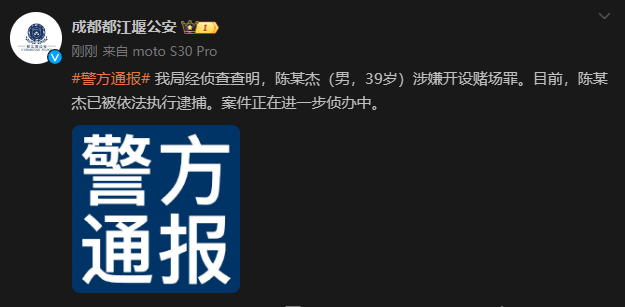 成都都江堰公安 1
刚刚 来自 moto S30 Pro
#警方通报# 我局经侦查查明，陈某杰（男，39岁）涉嫌开设赌场罪。目前，陈某
杰已被依法执行逮捕。案件正在进一步侦办中。
警方
通报